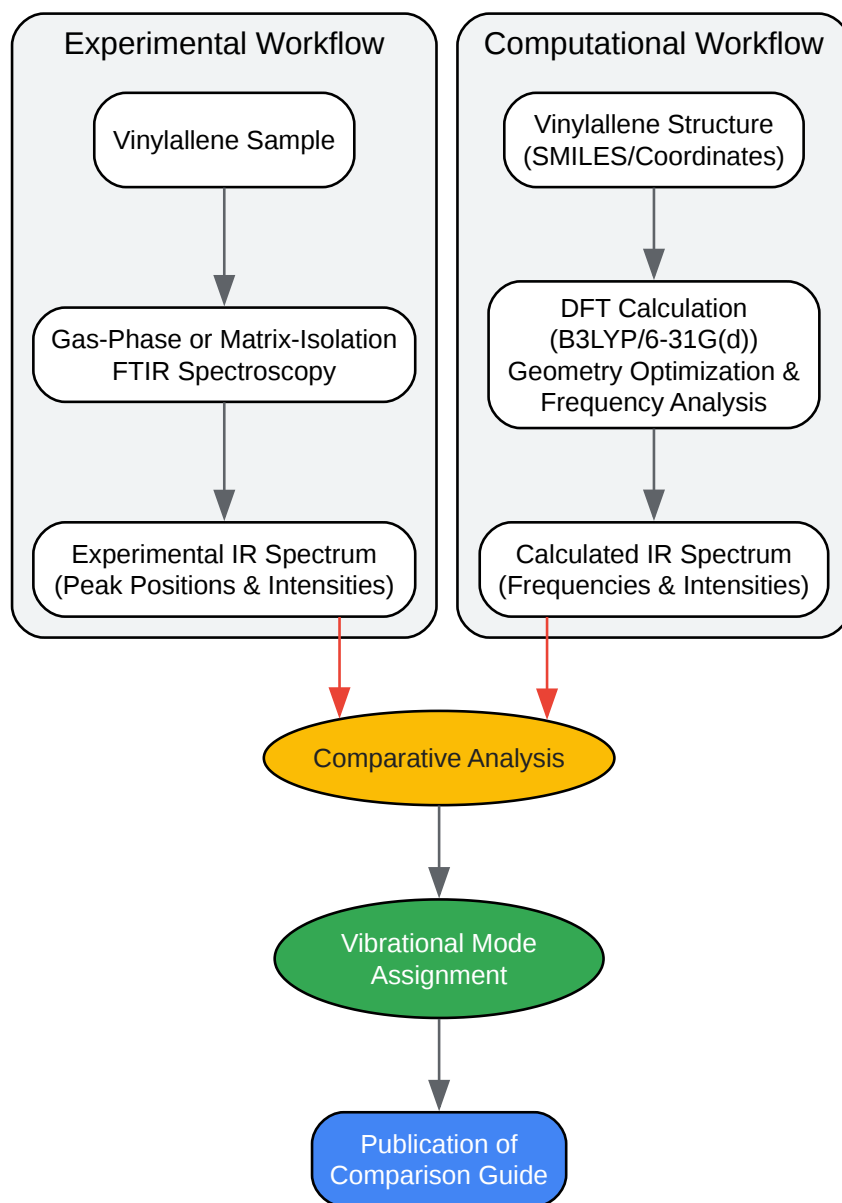 Experimental Workflow
Vinylallene Sample
Gas-Phase or Matrix-Isolation
FTIR Spectroscopy
Experimental IR Spectrum
(Peak Positions & Intensities)
Computational Workflow
Vinylallene Structure
(SMILES/Coordinates)
DFT Calculation
(B3LYP/6-31G(d))
Geometry Optimization &
Frequency Analysis
Calculated IR Spectrum
(Frequencies & Intensities)
Comparative Analysis
Vibrational Mode
Assignment
Publication of
Comparison Guide